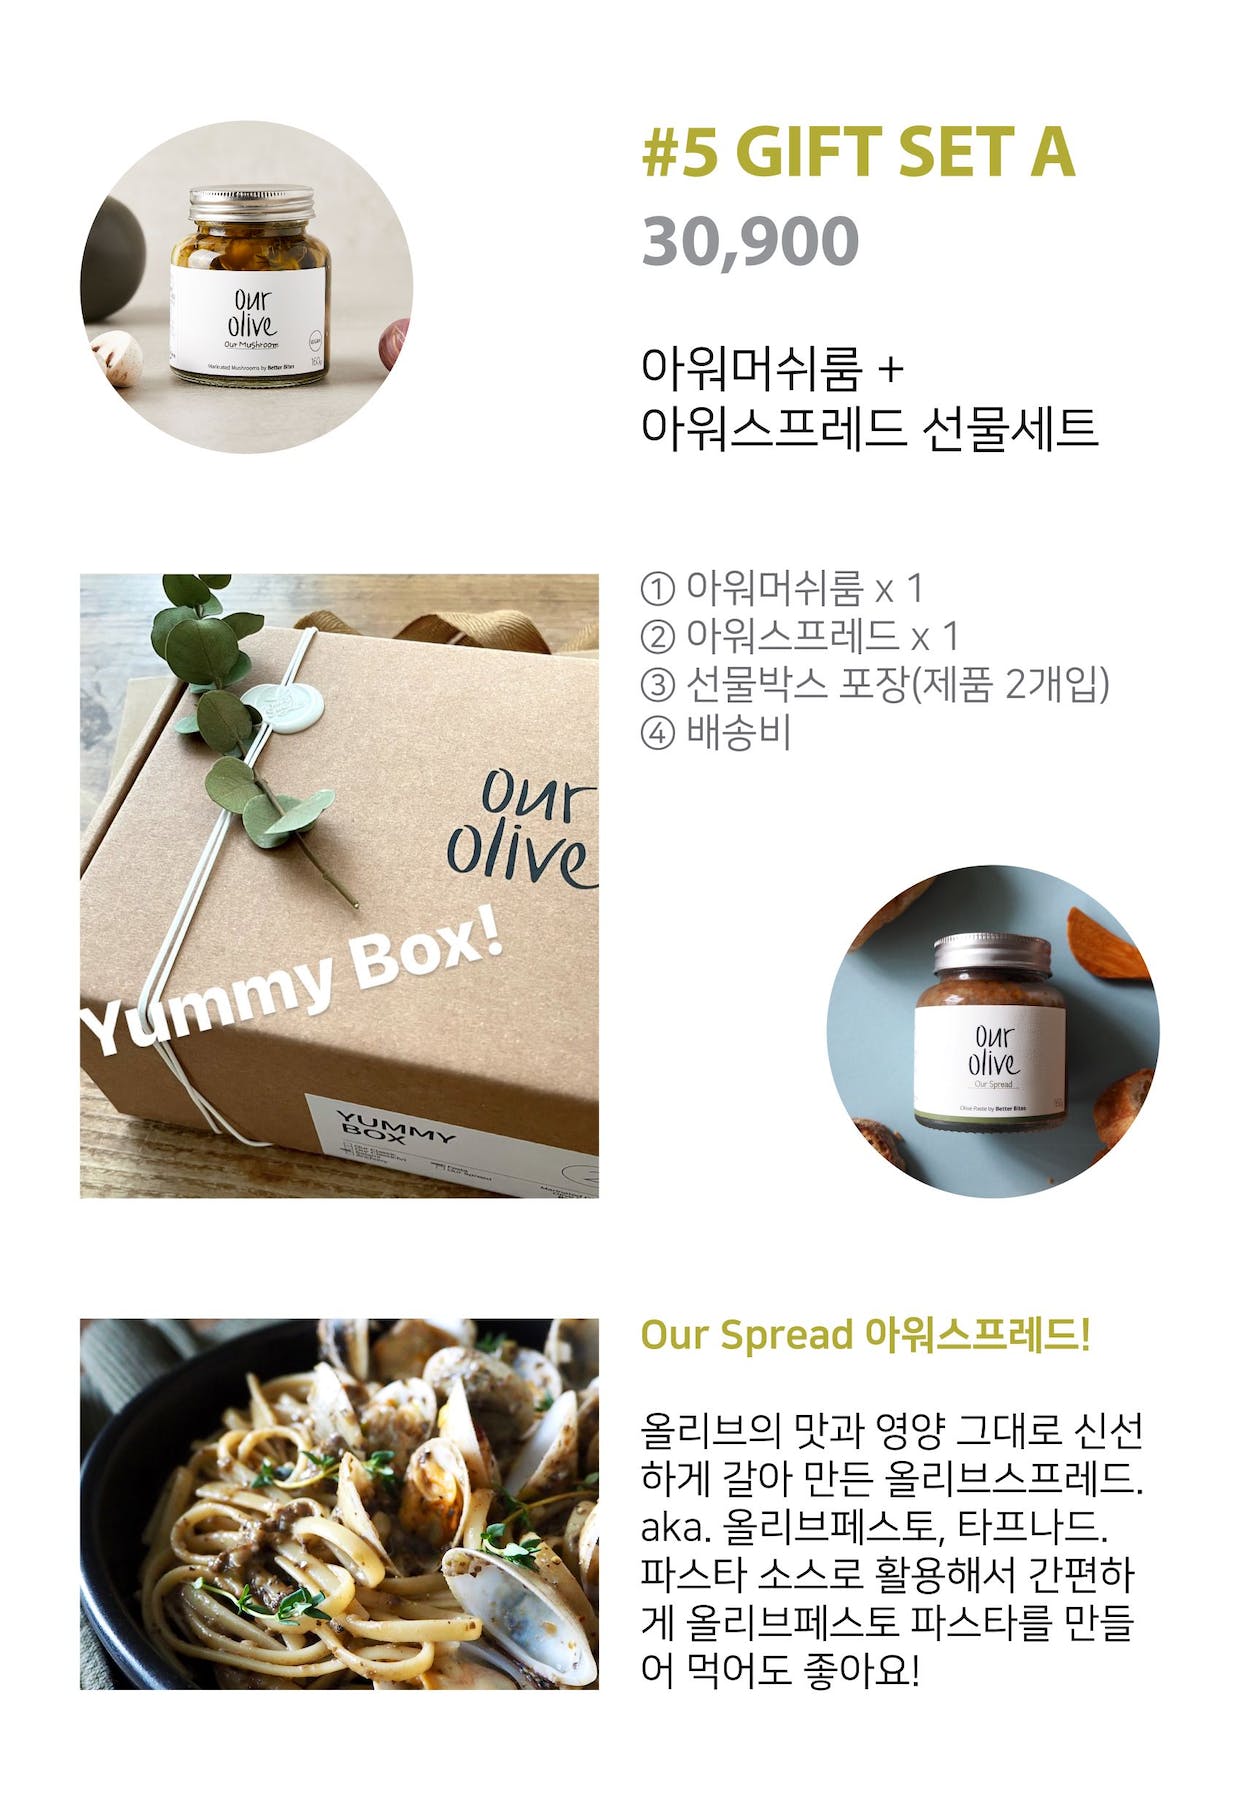 #5 GIFT SET A
30,900
아워머쉬룸 +
아워스프레드 선물세트
our
olive
Our Mushroom
VEGAN
160g
Marinated Mushrooms by Better Bites
① 아워머쉬룸 x 1
② 아워스프레드 x 1
③ 선물박스 포장(제품 2개입)
④ 배송비
our
olive
Yummy Box!
YUMMY
BOX
our
olive
Our Spread
Olive Paste by Better Bites
Our Spread 아워스프레드!
올리브의 맛과 영양 그대로 신선
하게 갈아 만든 올리브스프레드.
aka. 올리브페스토, 타프나드.
파스타 소스로 활용해서 간편하
게 올리브페스토 파스타를 만들
어 먹어도 좋아요!